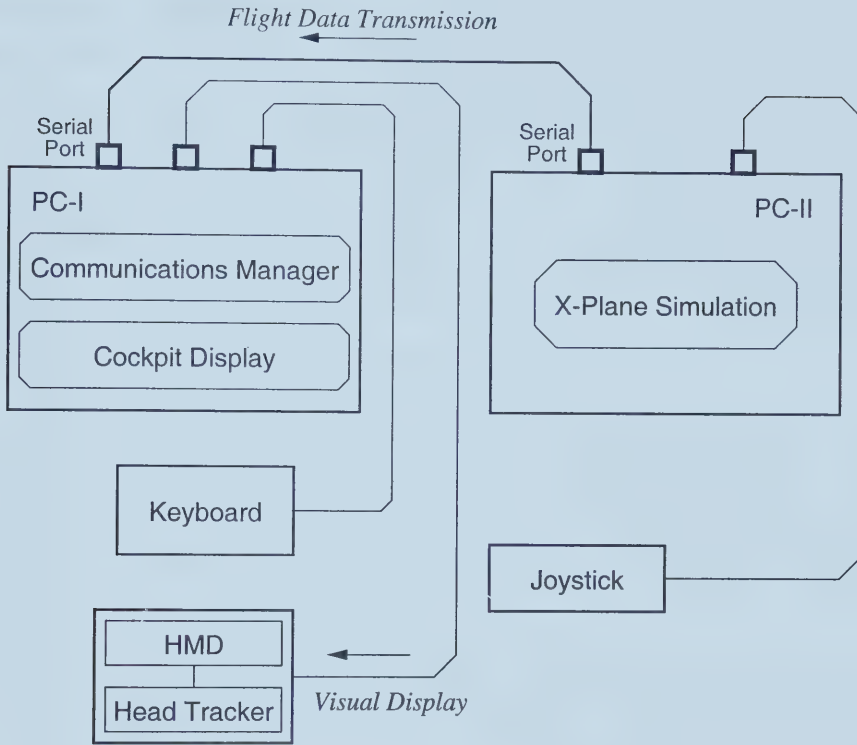 Flight Data Transmission
Serial
Port
Serial
Port
PC-I
PC-II
Communications Manager
X-Plane Simulation
Cockpit Display
Keyboard
Joystick
HMD
Head Tracker
Visual Display